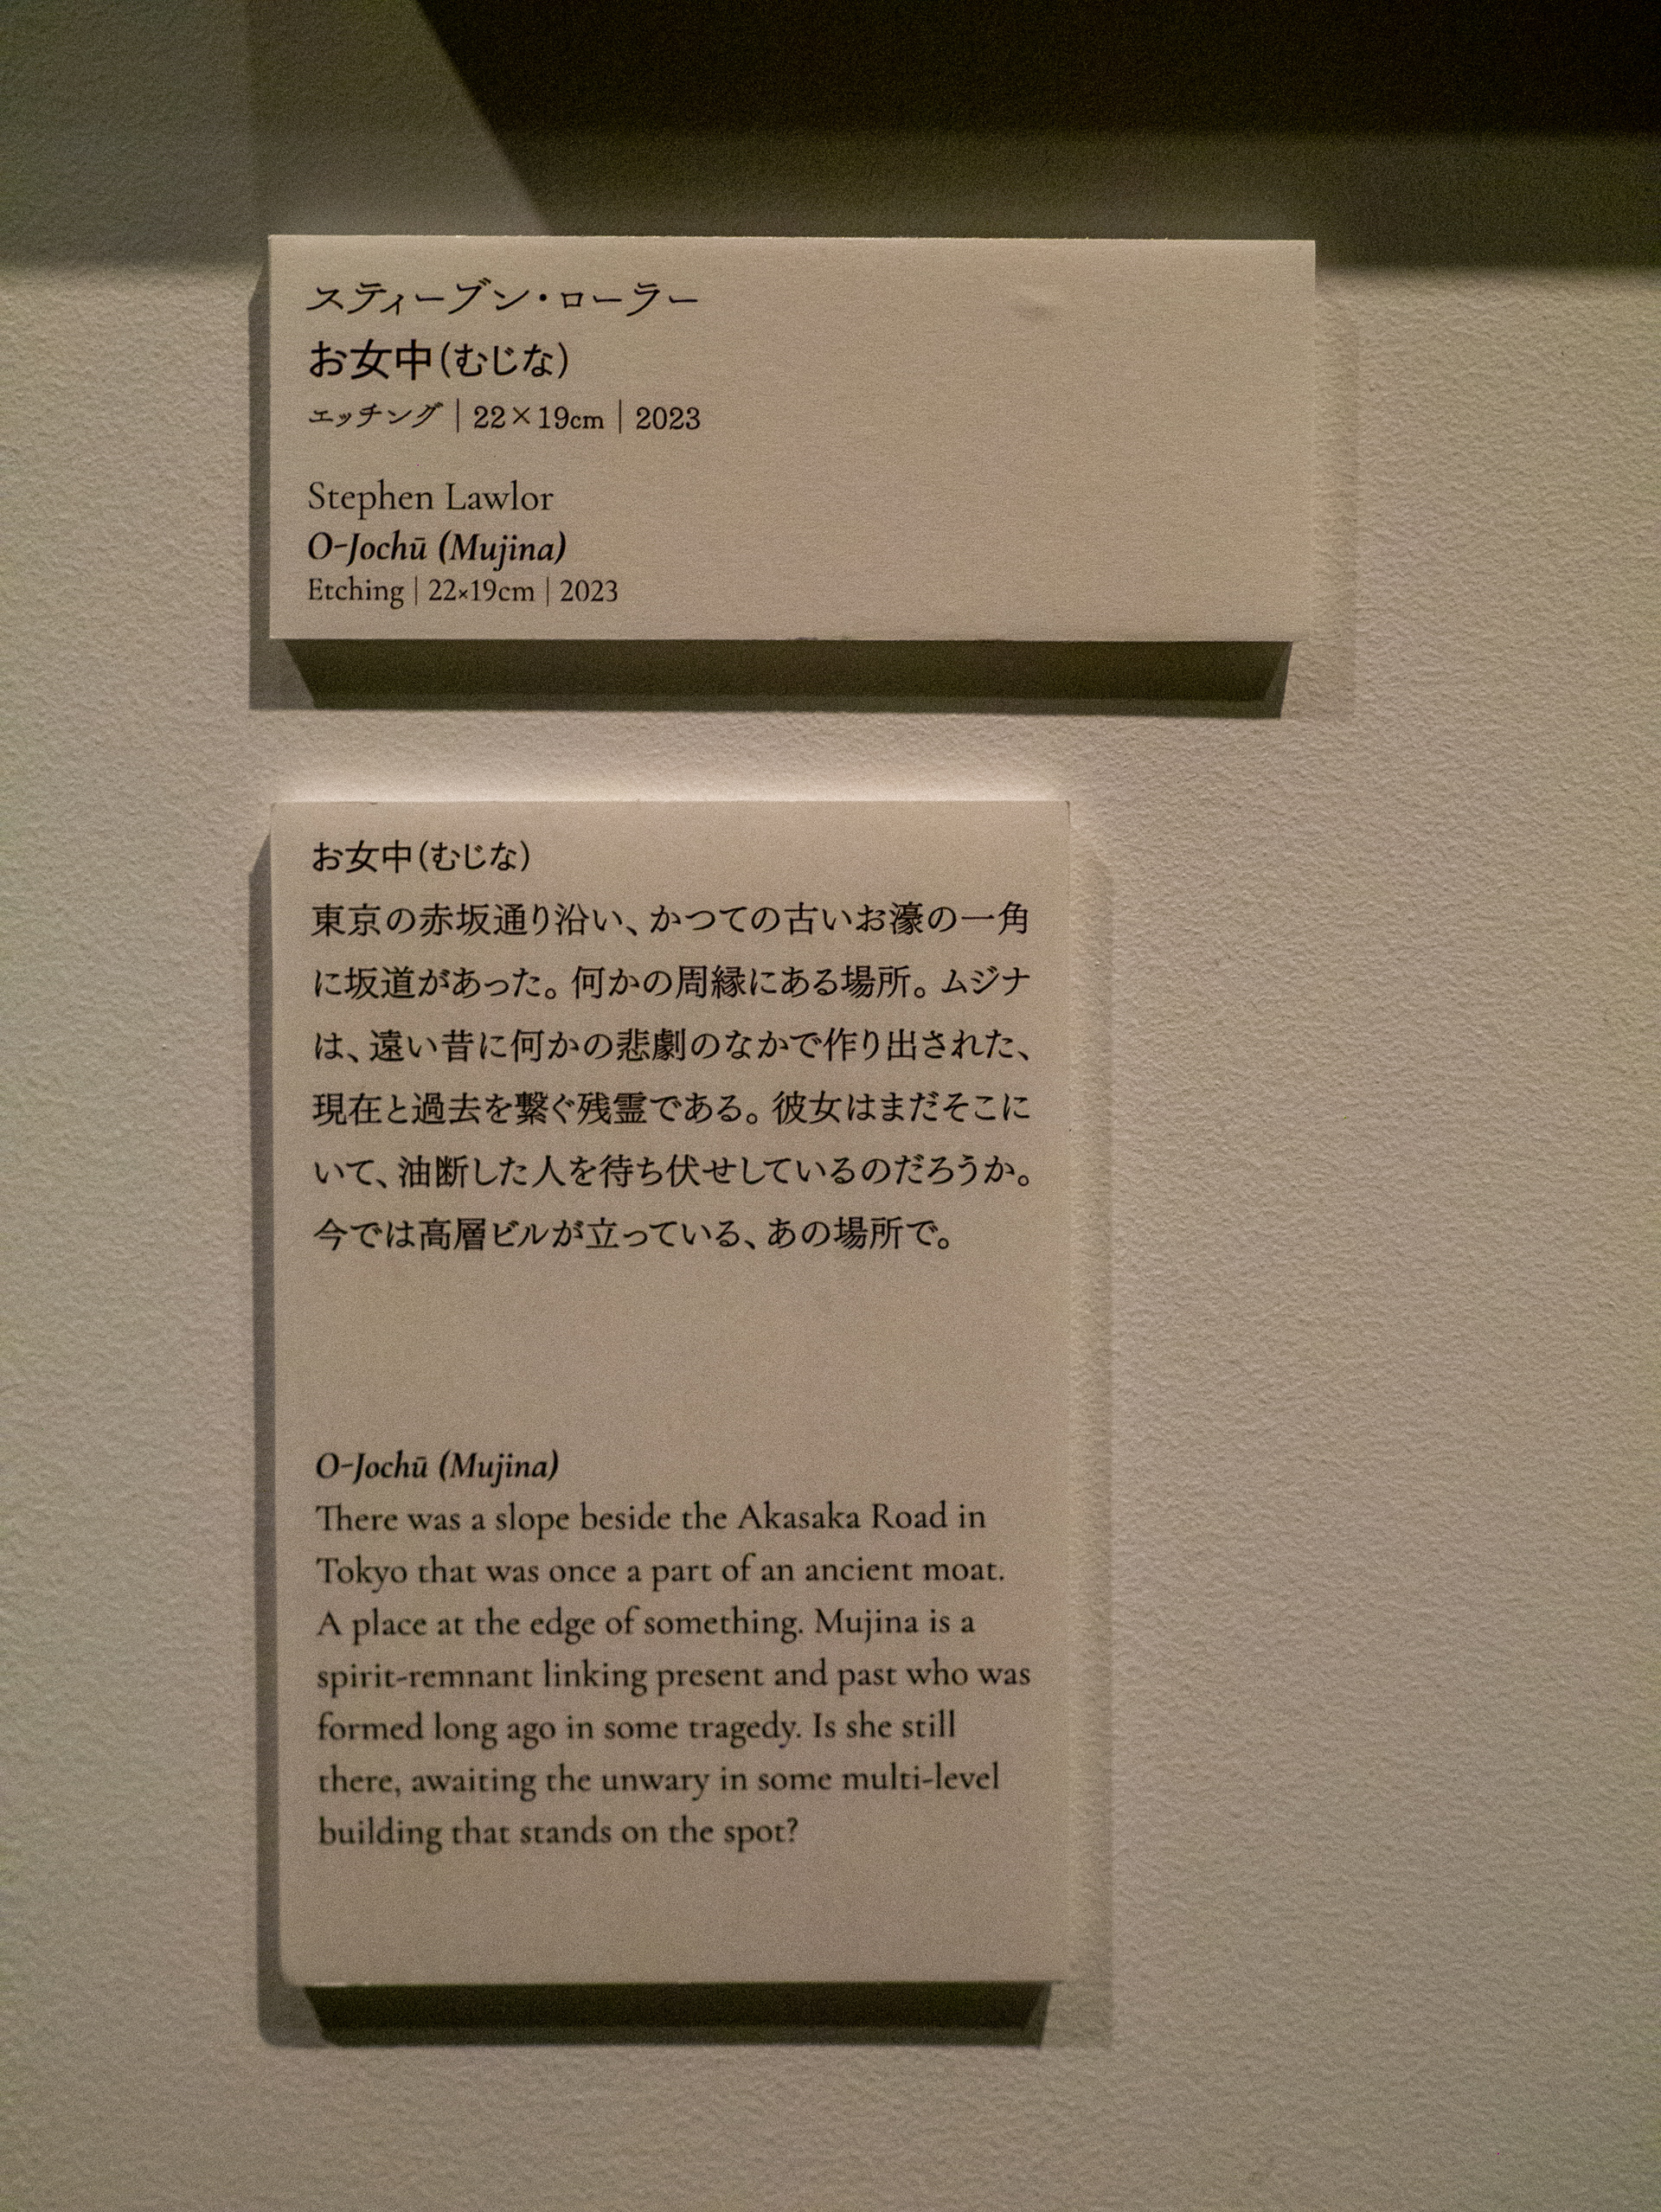 スティーブン・ローラー
お女中(むじな)
エッチング | 22×19cm | 2023
Stephen Lawlor
O-Jochū (Mujina)
Etching | 22×19cm | 2023
お女中(むじな)
東京の赤坂通り沿い、かつての古いお濠の一角
に坂道があった。何かの周縁にある場所。ムジナ
は、遠い昔に何かの悲劇のなかで作り出された、
現在と過去を繋ぐ残霊である。彼女はまだそこに
いて、油断した人を待ち伏せしているのだろうか。
今では高層ビルが立っている、あの場所で。
O-Jochū (Mujina)
There was a slope beside the Akasaka Road in
Tokyo that was once a part of an ancient moat.
A place at the edge of something. Mujina is a
spirit-remnant linking present and past who was
formed long ago in some tragedy. Is she still
there, awaiting the unwary in some multi-level
building that stands on the spot?